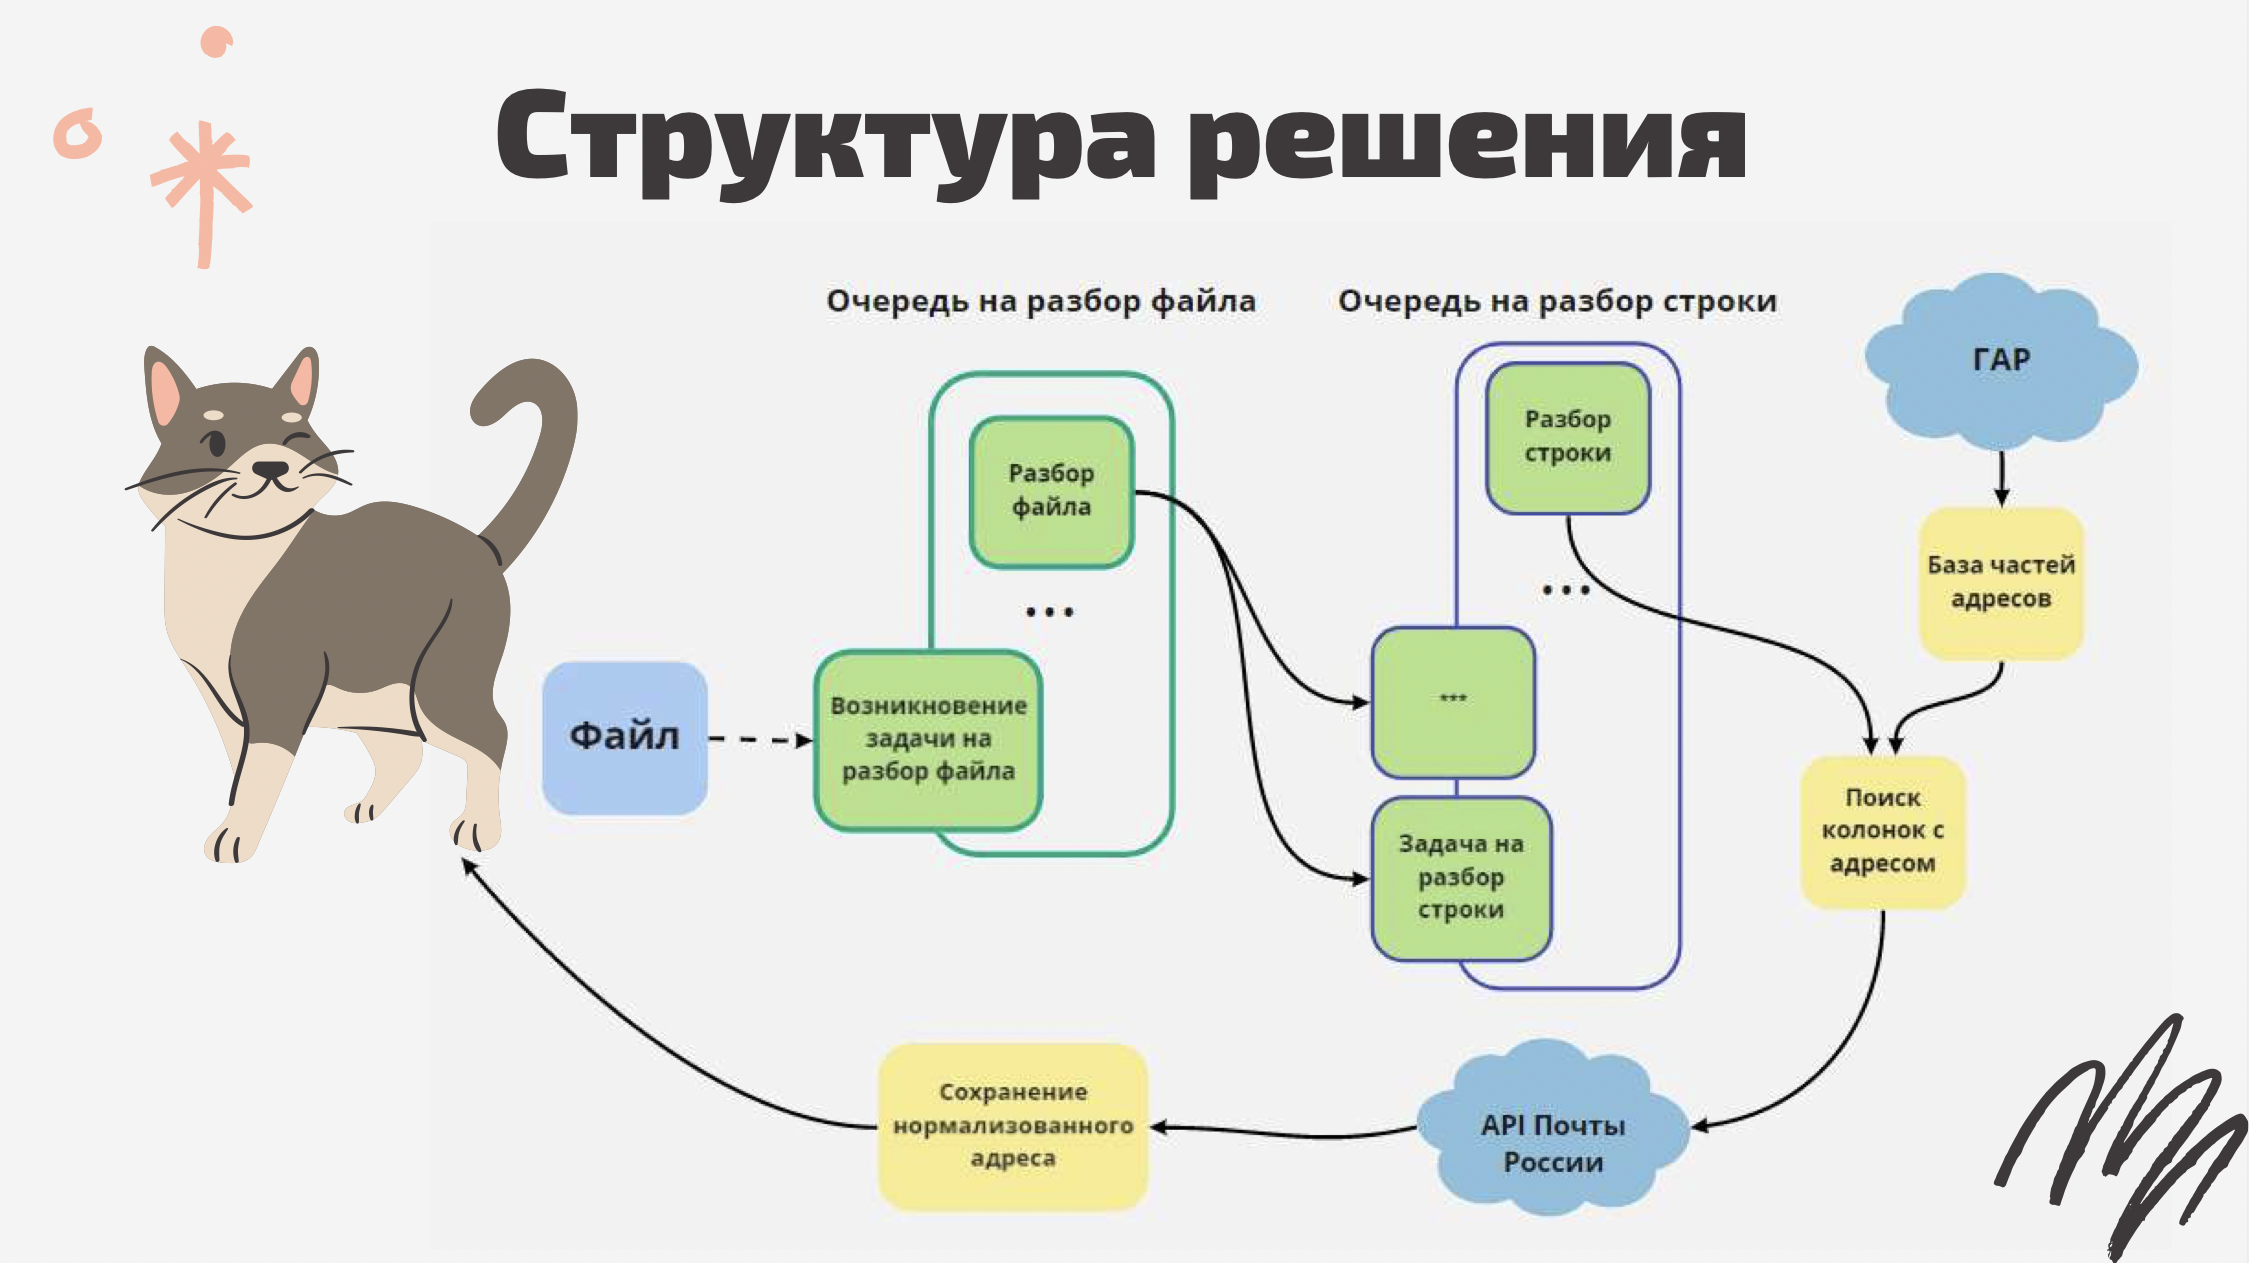 Структура решения
Очередь на разбор файла
Очередь на разбор строки
ГАР
Разбор
файла
...
Возникновение
задачи на
разбор файла
Файл
Разбор
строки
...
***
Задача на
разбор
строки
База частей
адресов
Поиск
колонок с
адресом
API Почты
России
Сохранение
нормализованного
адреса